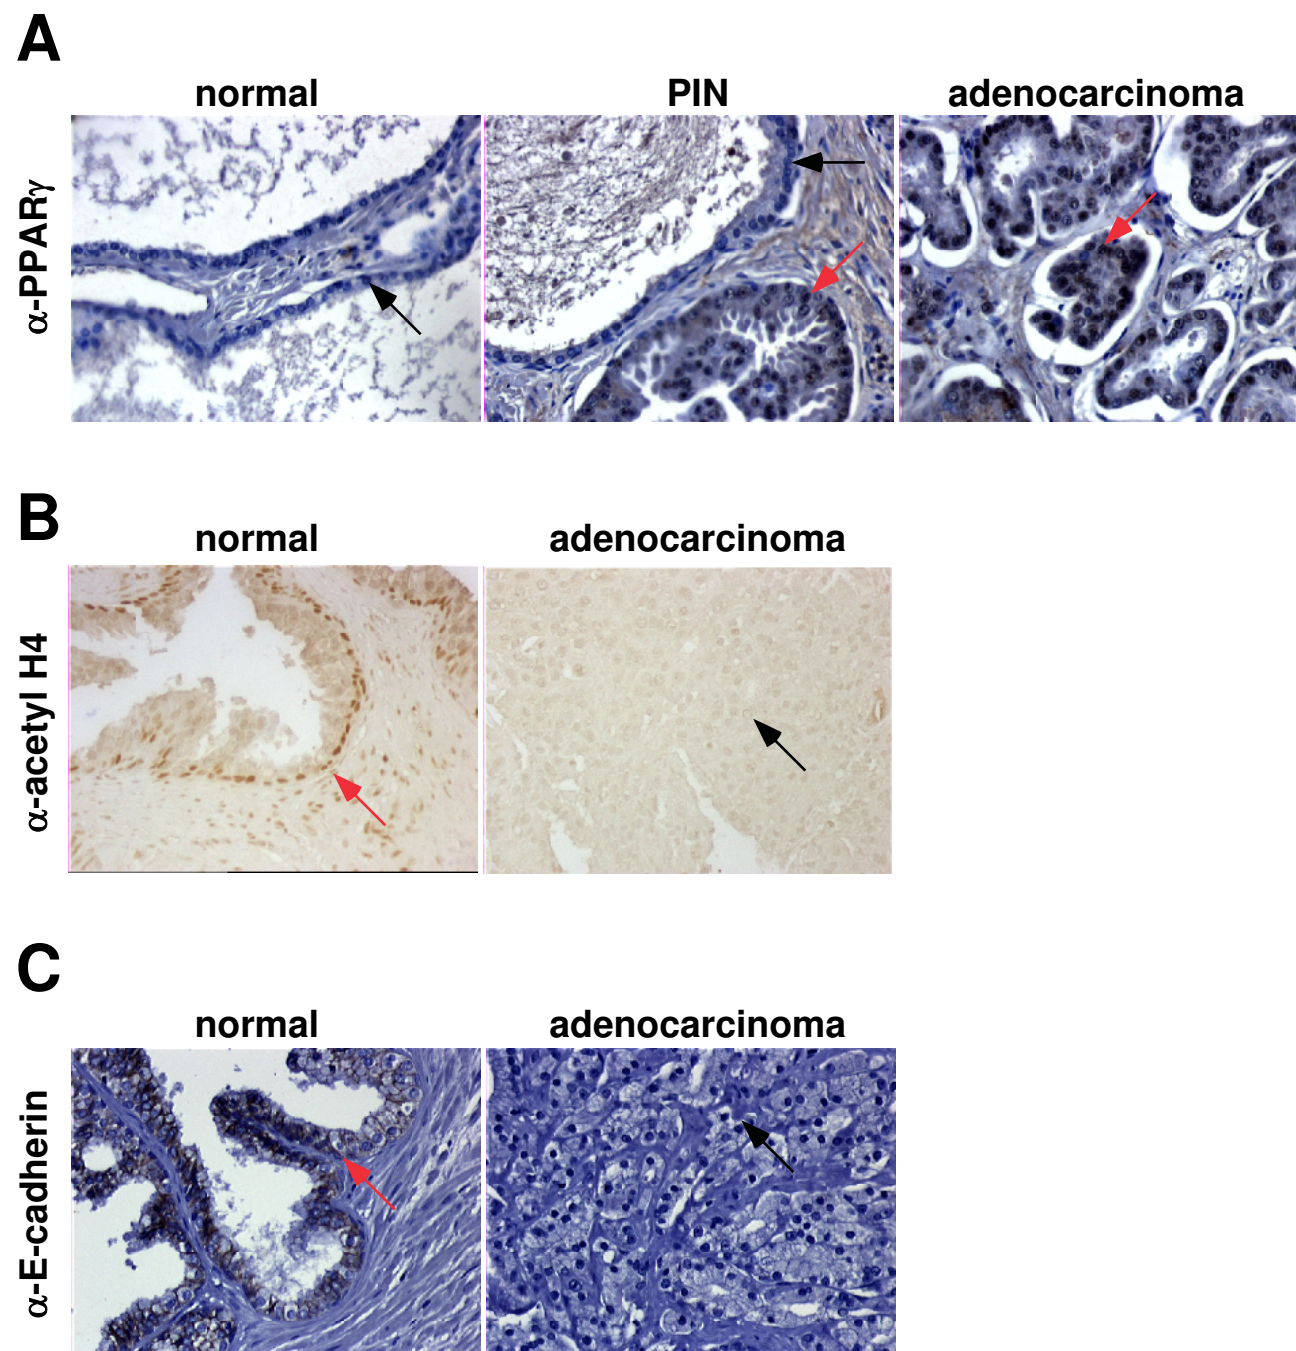 A
normal PIN adenocarcinoma
α-PPARγ
B
normal adenocarcinoma
α-acetyl H4
C
normal adenocarcinoma
α-E-cadherin